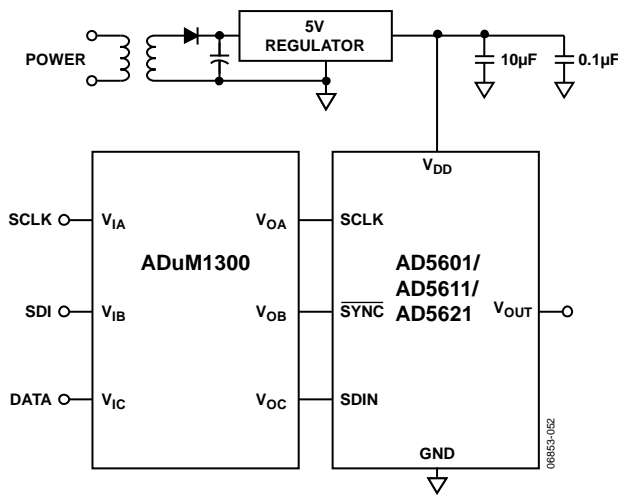 5V
REGULATOR
POWER
10µF
0.1µF
VDD
SCLK
VIA
VOA
SCLK
ADuM1300
AD5601/
AD5611/
AD5621
SDI
VIB
VOB
SYNC
VOUT
DATA
VIC
VOC
SDIN
GND
06853-052